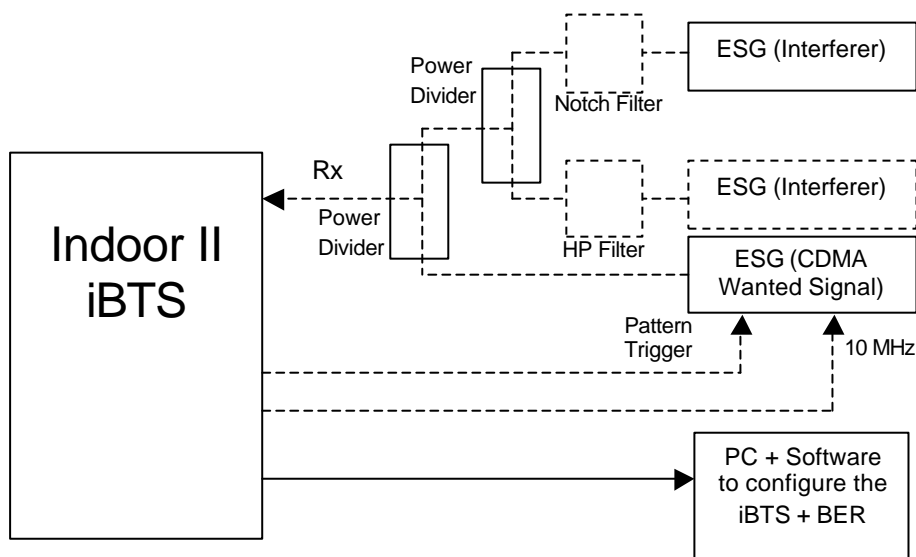 ESG (Interferer)
Power
Divider
Notch Filter
Rx
ESG (Interferer)
Power
Divider
HP Filter
Indoor II
iBTS
ESG (CDMA
Wanted Signal)
Pattern
Trigger
10 MHz
PC + Software
to configure the
iBTS + BER